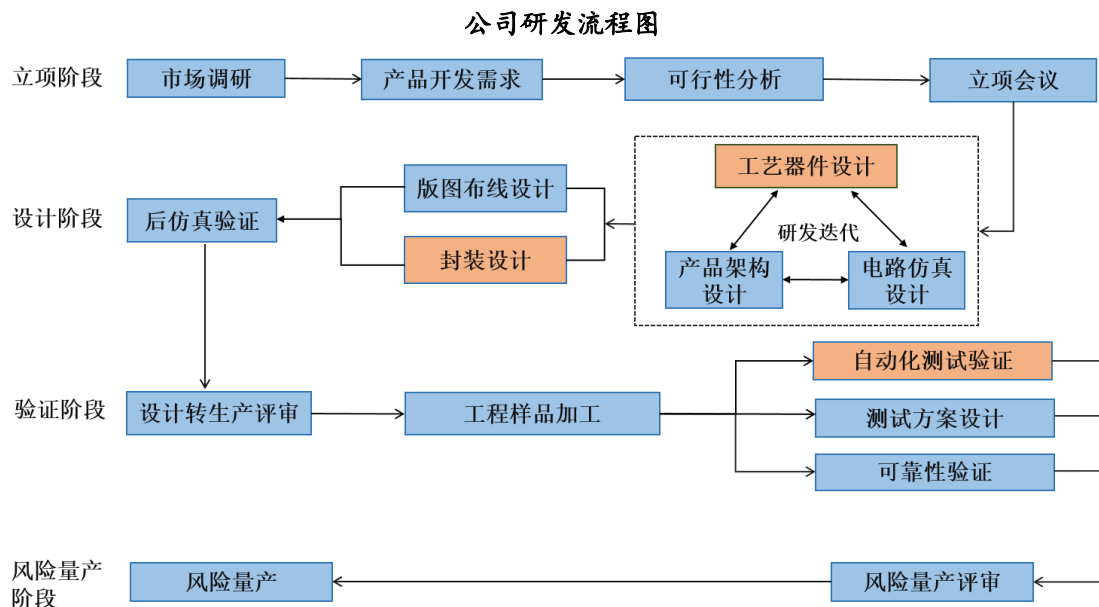 公司研发流程图
立项阶段
市场调研
产品开发需求
可行性分析
立项会议
设计阶段
工艺器件设计
研发迭代
产品架构
设计
电路仿真
设计
版图布线设计
封装设计
后仿真验证
验证阶段
设计转生产评审
工程样品加工
自动化测试验证
测试方案设计
可靠性验证
风险量产
阶段
风险量产
风险量产评审